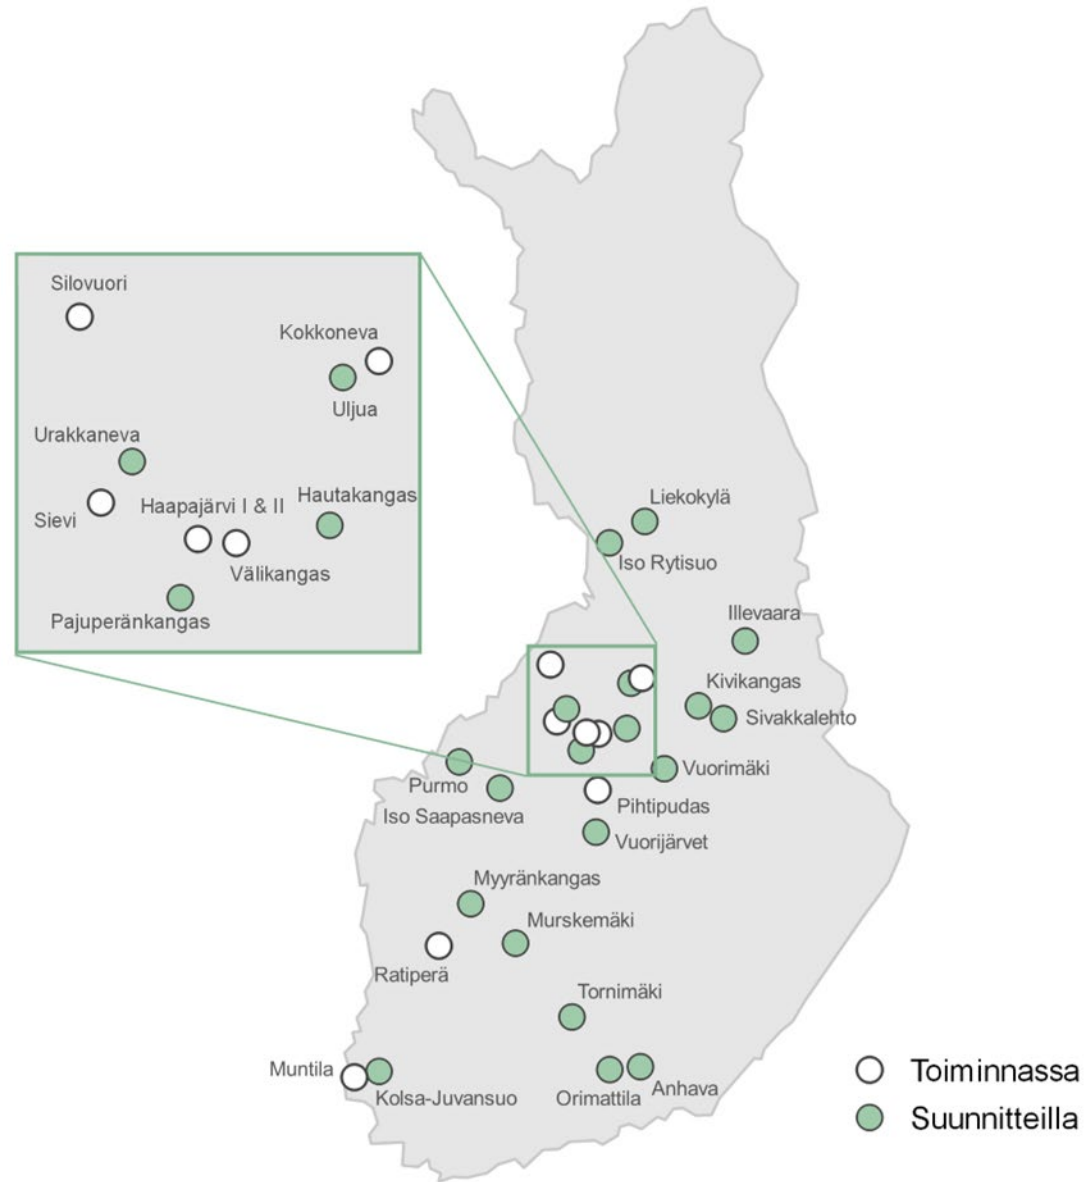 Silovuori
Kokkoneva
Uljua
Urakkaneva
Hautakangas
Haapajärvi I & II
Sievi
Välikangas
Pajuperänkangas
Liekokylä
Iso Rytisuo
Illevaara
Kivikangas
Sivakkalehto
Vuorimäki
Purmo
Pihtipudas
Iso Saapasneva
Vuorijärvet
Myyränkangas
Murskemäki
Ratiperä
Tornimäki
Muntila
Kolsa-Juvansuo
Orimattila
Anhava
Toiminnassa
Suunnitteilla